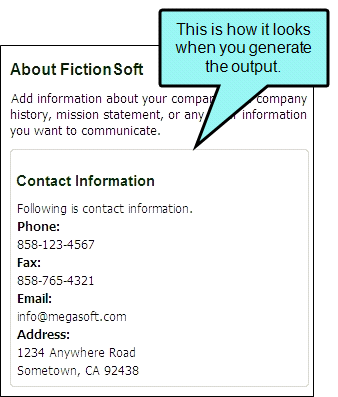 This is how it looks
when you generate
the output.
About FictionSoft
Add information about your compan company
history, mission statement, or any information
you want to communicate.
Contact Information
Following is contact information.
Phone:
858-123-4567
Fax:
858-765-4321
Email:
info@megasoft.com
Address:
1234 Anywhere Road
Sometown, CA 92438